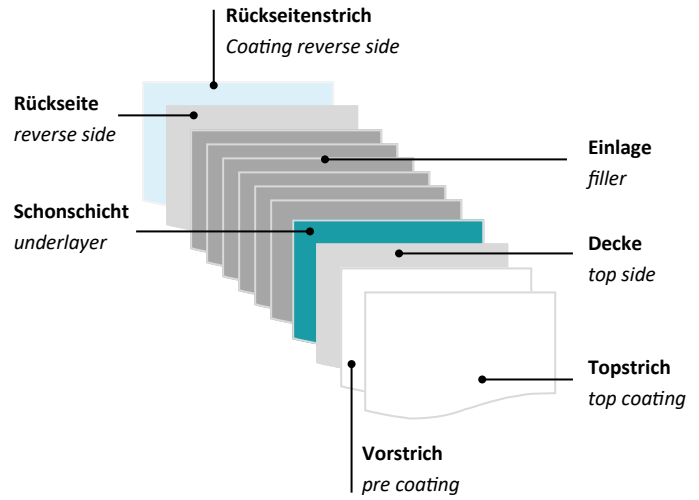 Rückseitenstrich
Coating reverse side
Rückseite
reverse side
Einlage
filler
Schonschicht
underlayer
Decke
top side
Topstrich
top coating
Vorstrich
pre coating